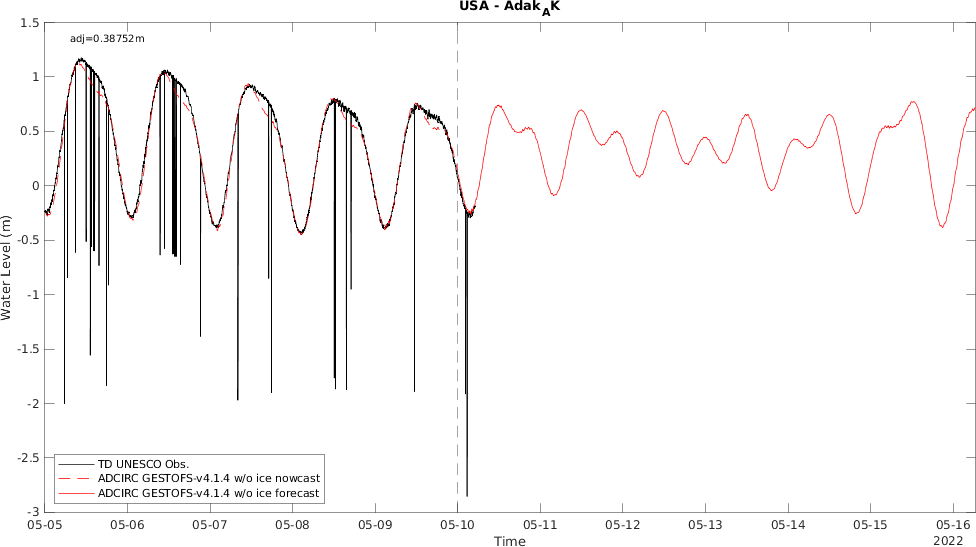 USA - Adak_AK
adj=0.38752m
1.5
1
0.5
0
-0.5
-1
-1.5
-2
-2.5
-3
Water Level (m)
TD UNESCO Obs.
ADCIRC GESTOFS-v4.1.4 w/o ice nowcast
ADCIRC GESTOFS-v4.1.4 w/o ice forecast
05-05 05-06 05-07 05-08 05-09 05-10 05-11 05-12 05-13 05-14 05-15 05-16
Time
2022